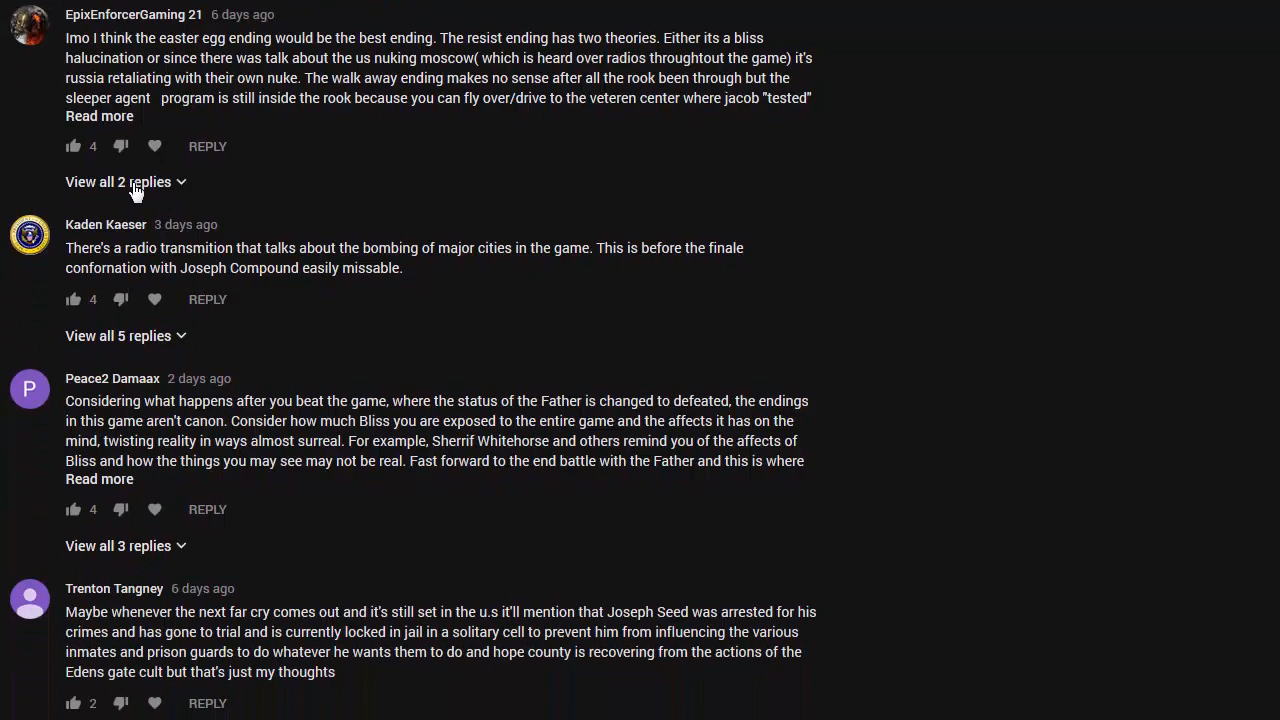 EpixEnforcerGaming 21 6 days ago
Imo I think the easter egg ending would be the best ending. The resist ending has two theories. Either its a bliss
halucination or since there was talk about the us nuking moscow( which is heard over radios throughtout the game) it's
russia retaliating with their own nuke. The walk away ending makes no sense after all the rook been through but the
sleeper agent program is still inside the rook because you can fly over/drive to the veteren center where jacob "tested"
Read more
4 REPLY
View all 2 replies
Kaden Kaeser 3 days ago
There's a radio transmition that talks about the bombing of major cities in the game. This is before the finale
confornation with Joseph Compound easily missable.
4 REPLY
View all 5 replies
P
Peace2 Damaax 2 days ago
Considering what happens after you beat the game, where the status of the Father is changed to defeated, the endings
in this game aren't canon. Consider how much Bliss you are exposed to the entire game and the affects it has on the
mind, twisting reality in ways almost surreal. For example, Sherrif Whitehorse and others remind you of the affects of
Bliss and how the things you may see may not be real. Fast forward to the end battle with the Father and this is where
Read more
4 REPLY
View all 3 replies
Trenton Tangney 6 days ago
Maybe whenever the next far cry comes out and it's still set in the u.s it'll mention that Joseph Seed was arrested for his
crimes and has gone to trial and is currently locked in jail in a solitary cell to prevent him from influencing the various
inmates and prison guards to do whatever he wants them to do and hope county is recovering from the actions of the
Edens gate cult but that's just my thoughts
2 REPLY